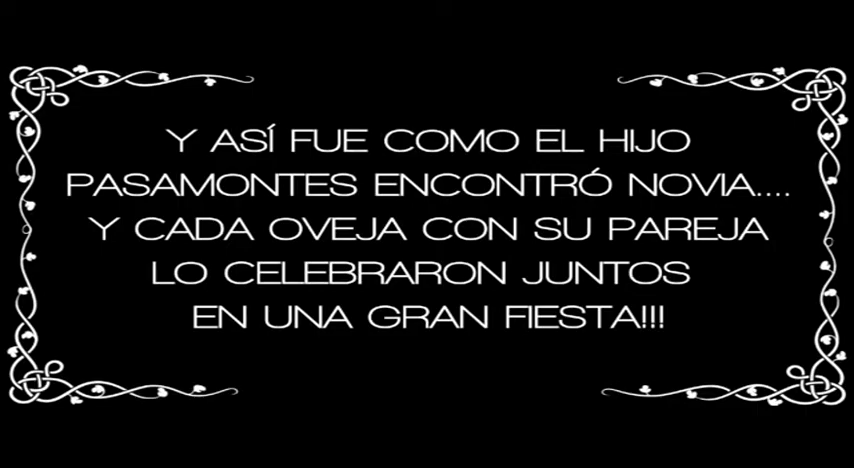 Y ASÍ FUE COMO EL HIJO
PASAMONTES ENCONTRÓ NOVIA....
Y CADA OVEJA CON SU PAREJA
LO CELEBRARON JUNTOS
EN UNA GRAN FIESTA!!!